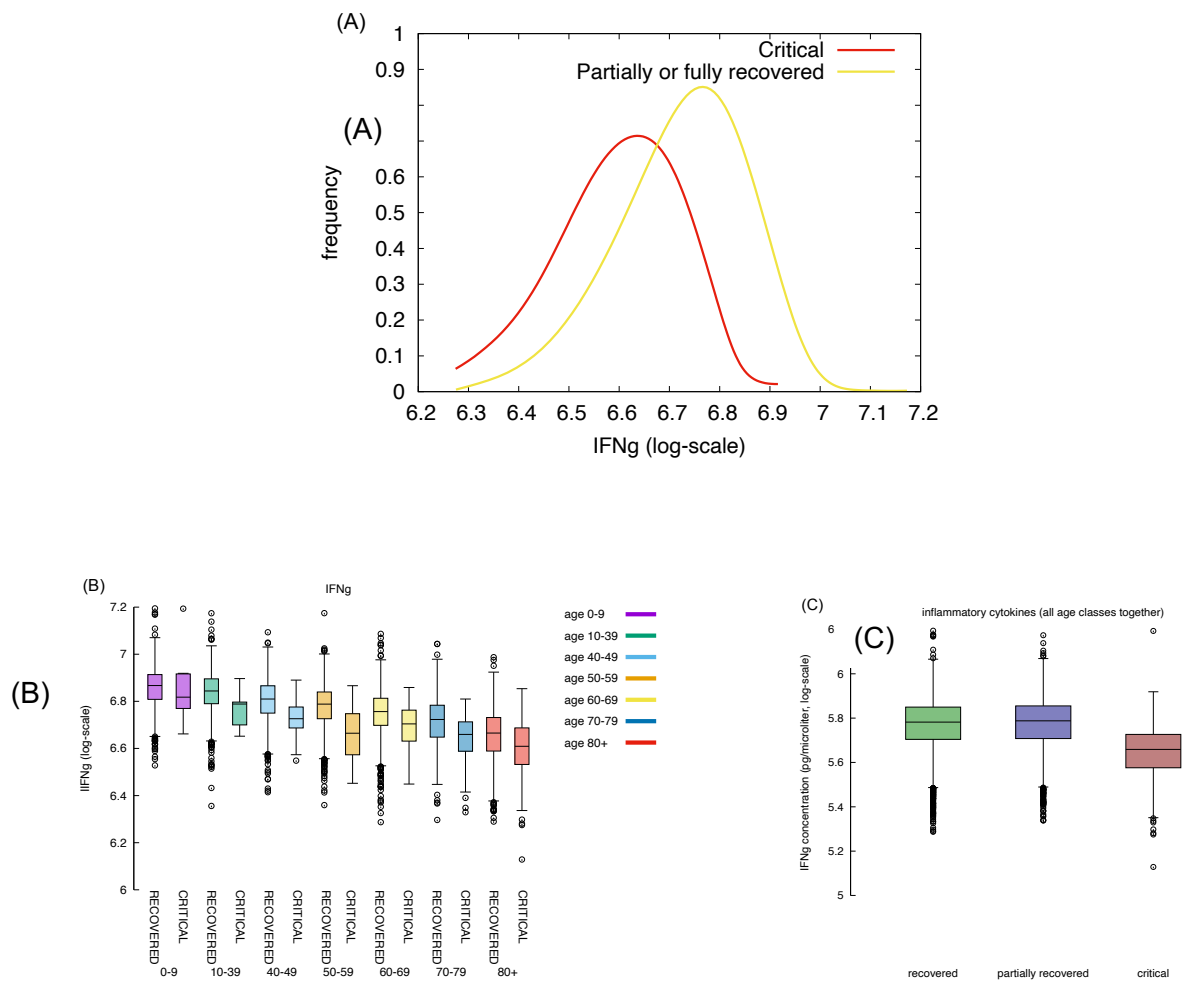 (A)
1
Critical
0.9
Partially or fully recovered
(A)
0.6
frequency
0.5
0.4
0.3
0.2
0.1
0
6.2 6.3 6.4 6.5 6.6 6.7 6.8 6.9 7 7.1 7.2
IFNg (log-scale)
(B)
IFNg
7.2
7
6.8
6.6
6.4
6.2
6
IIFNg (log-scale)
(B)
age 0-9
age 10-39
age 40-49
age 50-59
age 60-69
age 70-79
age 80+
RECOVERED CRITICAL RECOVERED CRITICAL RECOVERED CRITICAL RECOVERED CRITICAL RECOVERED CRITICAL RECOVERED CRITICAL RECOVERED CRITICAL
0-9 10-39 40-49 50-59 60-69 70-79 80+
(C)
inflammatory cytokines (all age classes together)
(C)
6
5.8
5.6
5.4
5.2
5
IFNg concentration (pg/microliter, log-scale)
recovered partially recovered critical